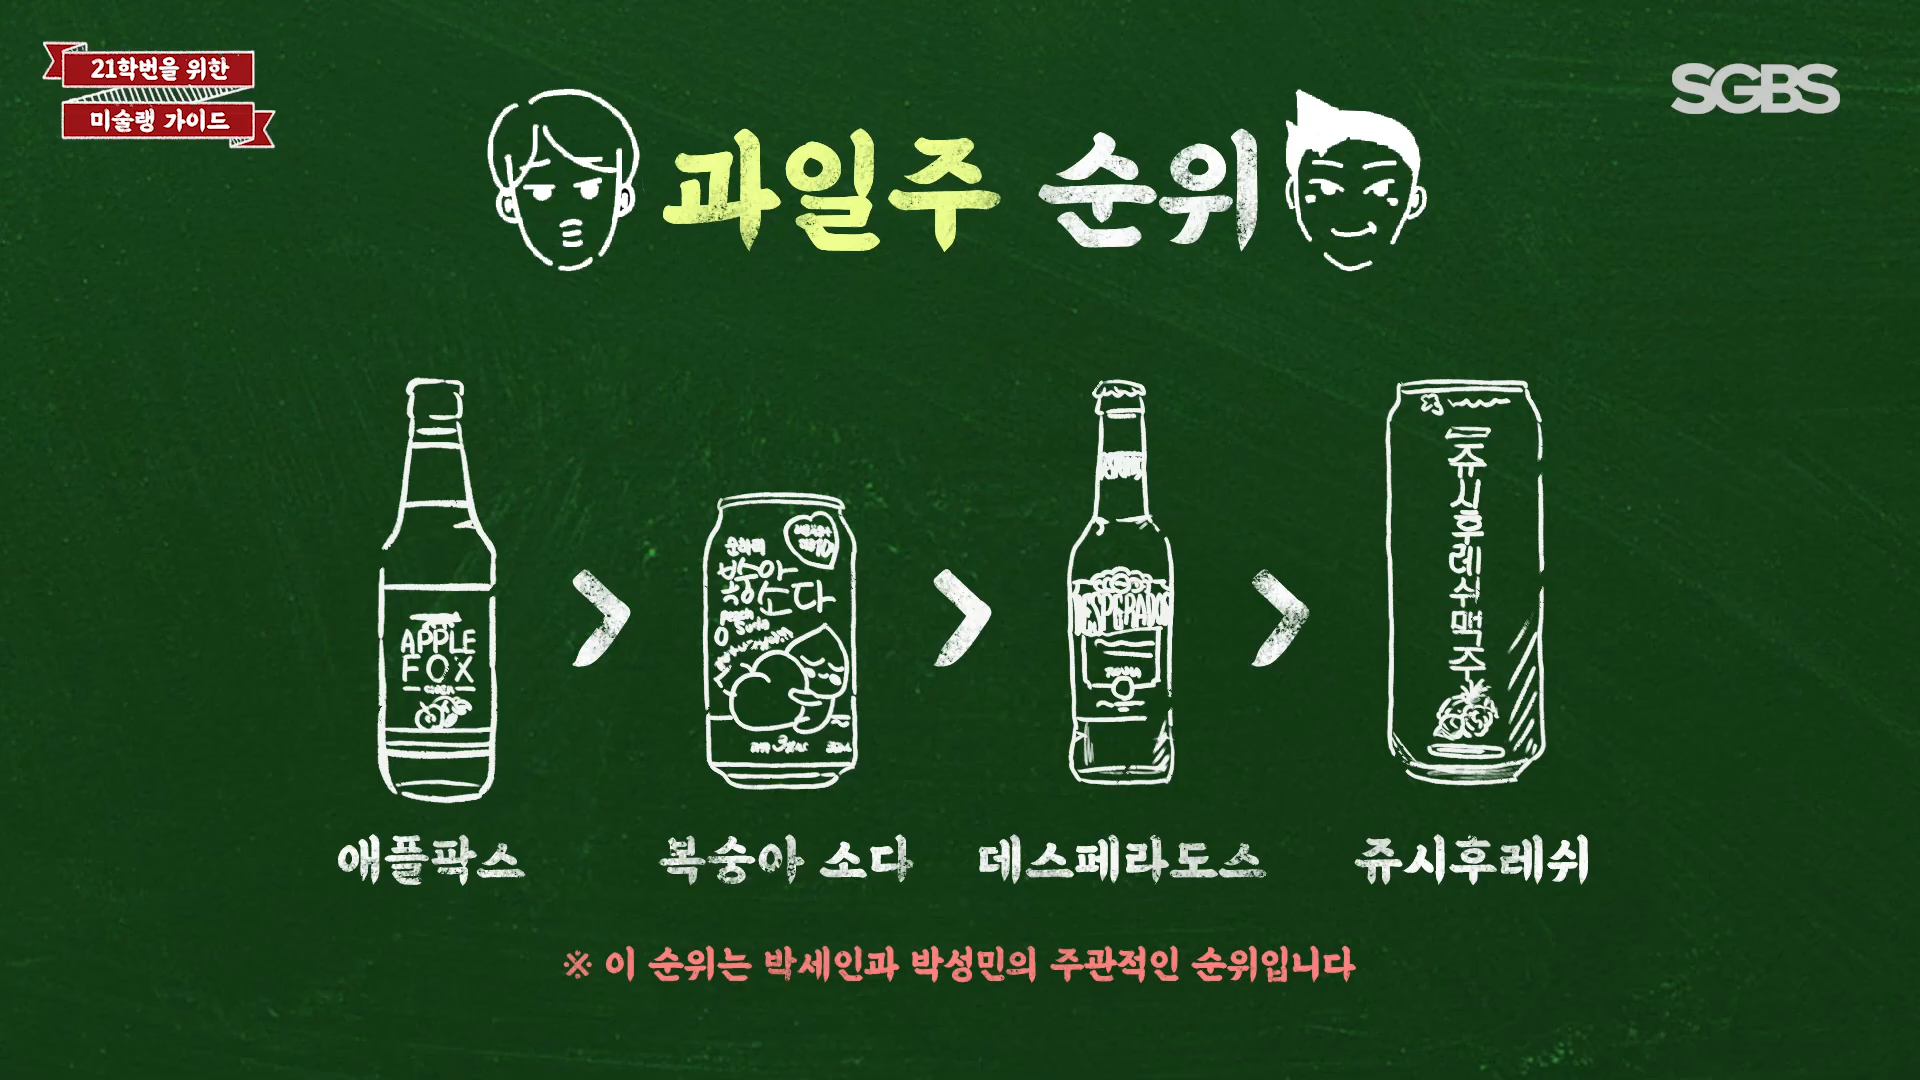 21학번을 위한
미술랭 가이드
SGBS
과일주 순위
APPLE
FOX
복숭아
소다
peach
Soda
DESPERADOS
쥬시후레쉬맥주
>
>
>
애플팍스
복숭아 소다
데스페라도스
쥬시후레쉬
※ 이 순위는 박세인과 박성민의 주관적인 순위입니다